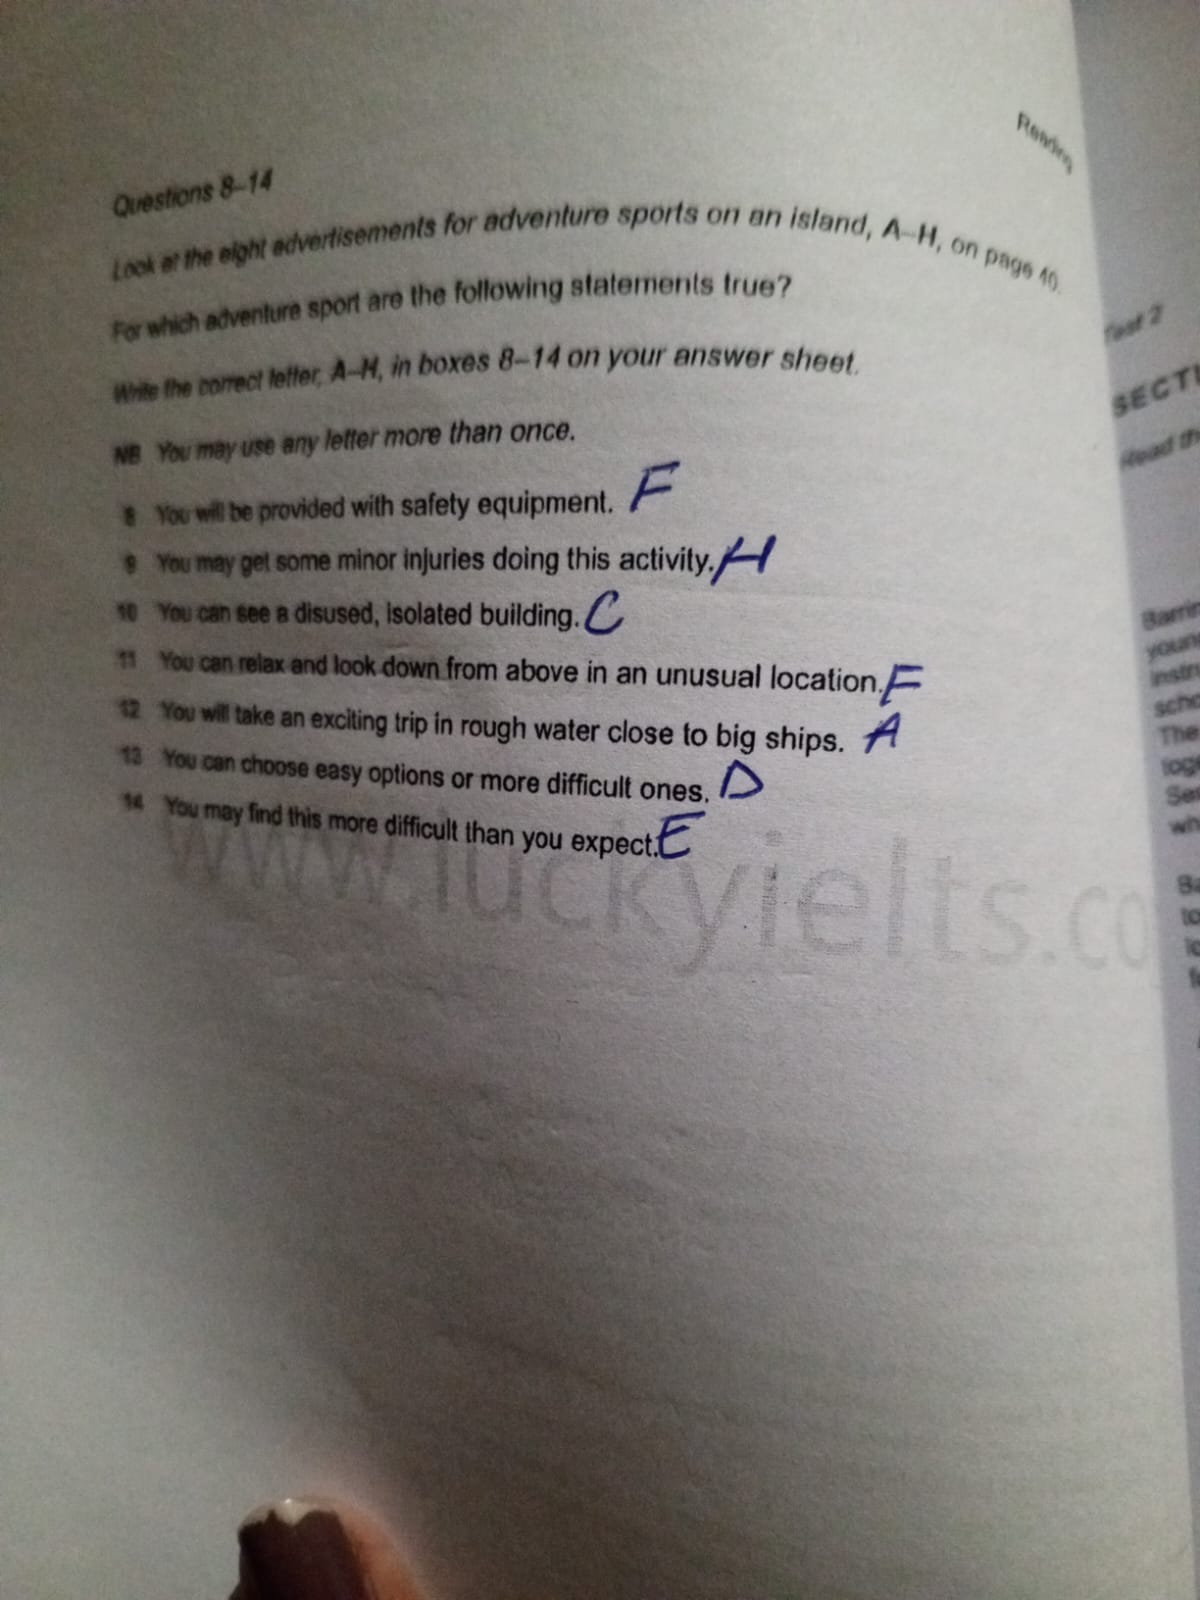 Reading
Questions 8–14
Look at the eight advertisements for adventure sports on an island, A–H, on page 40.
For which adventure sport are the following statements true?
Write the correct letter, A–H, in boxes 8–14 on your answer sheet.
NB You may use any letter more than once.
8 You will be provided with safety equipment. F
9 You may get some minor injuries doing this activity. H
10 You can see a disused, isolated building. C
11 You can relax and look down from above in an unusual location. F
12 You will take an exciting trip in rough water close to big ships. A
13 You can choose easy options or more difficult ones. D
14 You may find this more difficult than you expect. E
www.luckyielts.co
Test 2
SECTI
Read th
Barrin
young
instru
scho
The
toge
Ser
wh
Ba
to